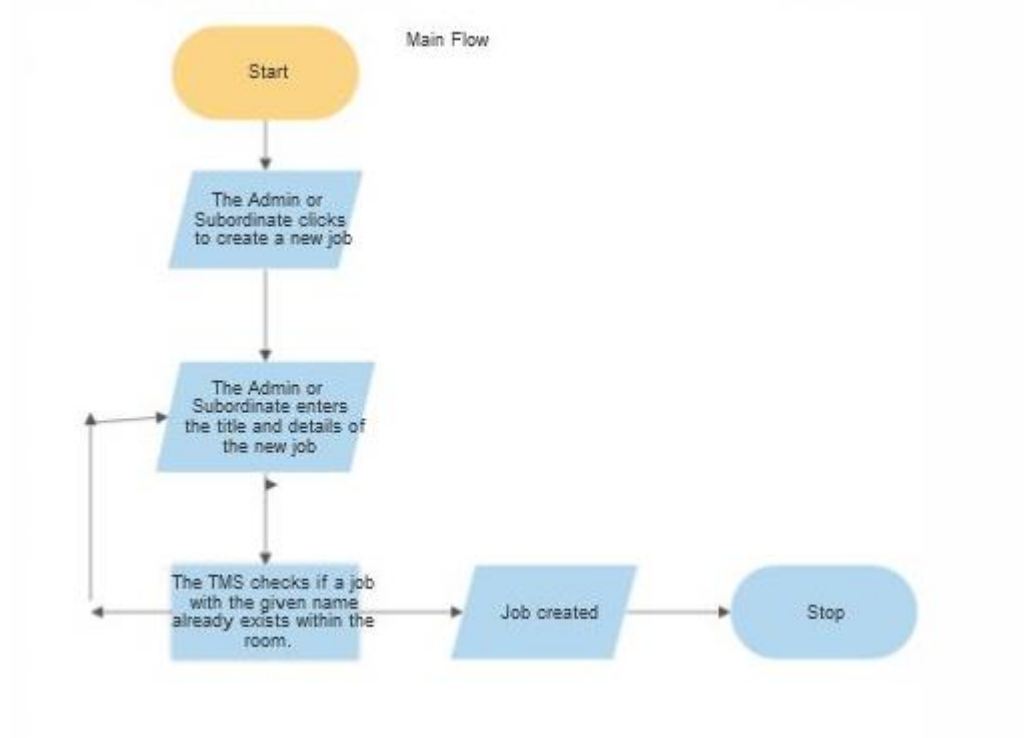 Main Flow
Start
The Admin or
Subordinate clicks
to create a new job
The Admin or
Subordinate enters
the title and details of
the new job
The TMS checks if a job
with the given name
already exists within the
room.
Job created
Stop